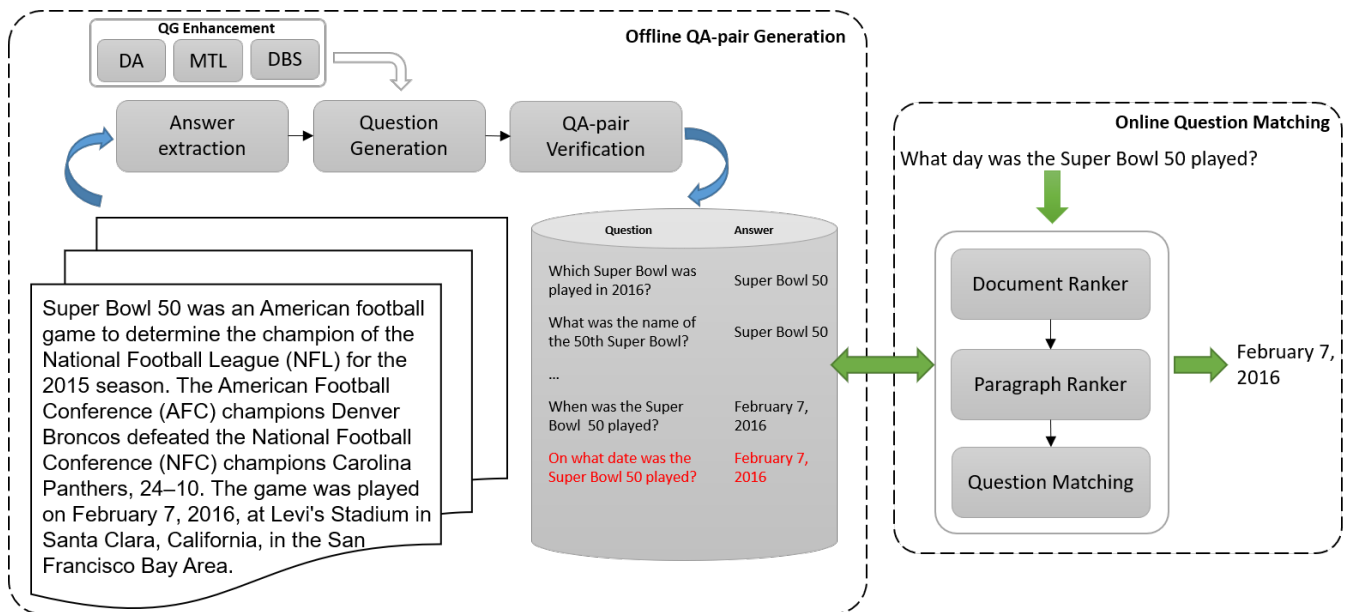 QG Enhancement
DA
MTL
DBS
Offline QA-pair Generation
Answer
extraction
Question
Generation
QA-pair
Verification
Super Bowl 50 was an American football
game to determine the champion of the
National Football League (NFL) for the
2015 season. The American Football
Conference (AFC) champions Denver
Broncos defeated the National Football
Conference (NFC) champions Carolina
Panthers, 24–10. The game was played
on February 7, 2016, at Levi's Stadium in
Santa Clara, California, in the San
Francisco Bay Area.
Question
Answer
Which Super Bowl was
played in 2016?
Super Bowl 50
What was the name of
the 50th Super Bowl?
Super Bowl 50
...
When was the Super
Bowl 50 played?
February 7,
2016
On what date was the
Super Bowl 50 played?
February 7,
2016
Online Question Matching
What day was the Super Bowl 50 played?
Document Ranker
Paragraph Ranker
Question Matching
February 7,
2016